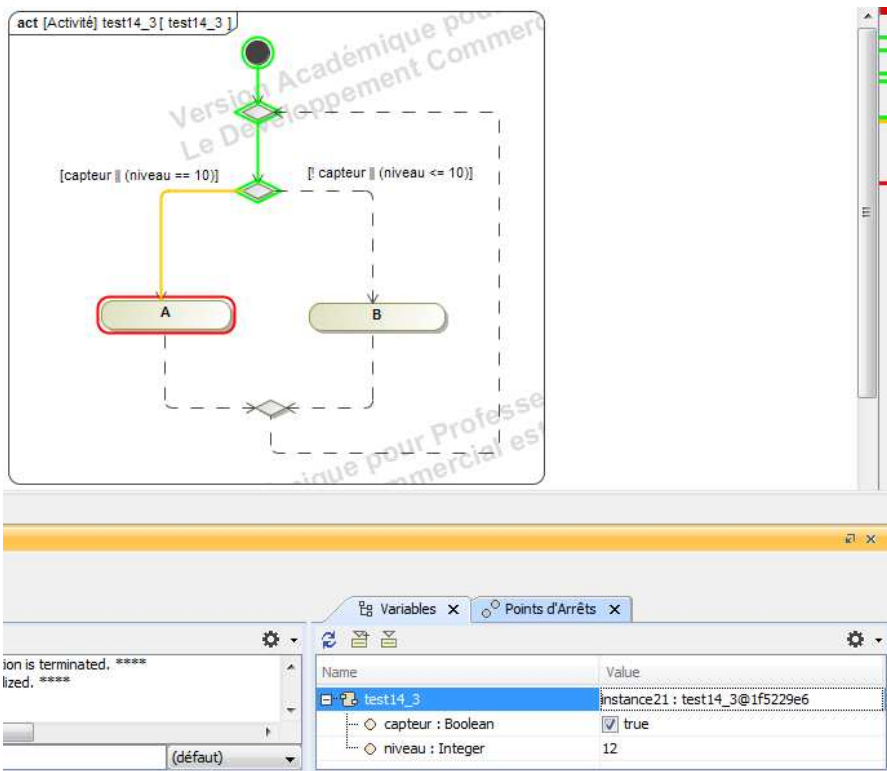 act [Activité] test14_3 [ test14_3 ]
Version Académique pour
Le Developpement Commerc
[capteur || (niveau == 10)]
[! capteur || (niveau <= 10)]
A
B
ique pour Professe
mmercial est
Variables
Points d'Arrêts
ion is terminated. ****
lized. ****
(défaut)
Name
Value
test14_3
instance21 : test14_3@1f5229e6
capteur : Boolean
true
niveau : Integer
12